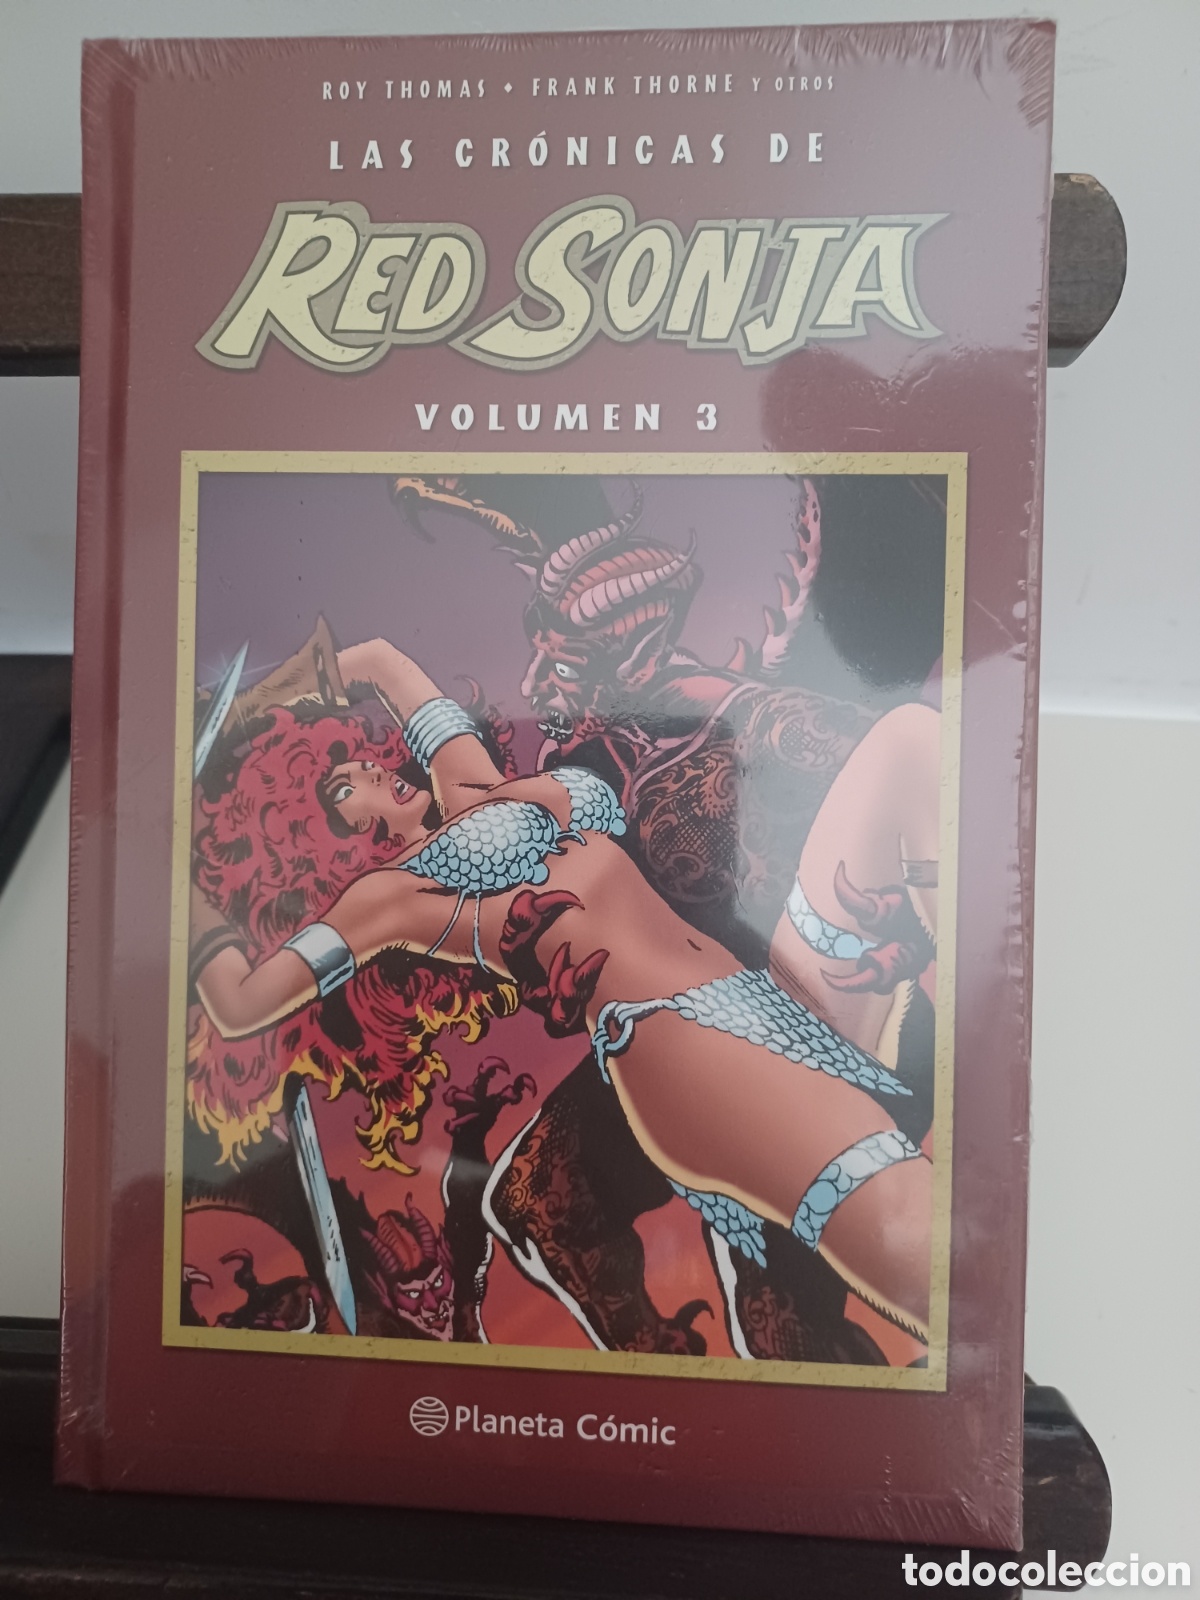 ROY THOMAS • FRANK THORNE Y OTROS
LAS CRÓNICAS DE
RED SONJA
VOLUMEN 3
Planeta Cómic
todocoleccion